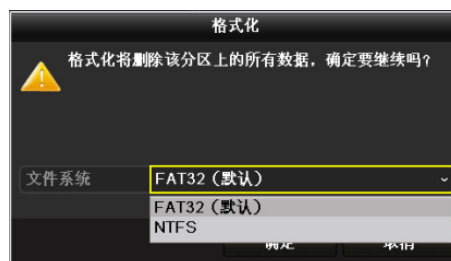 格式化
格式化将删除该分区上的所有数据，确定要继续吗？
文件系统
FAT32（默认）
FAT32（默认）
NTFS
确定 取消